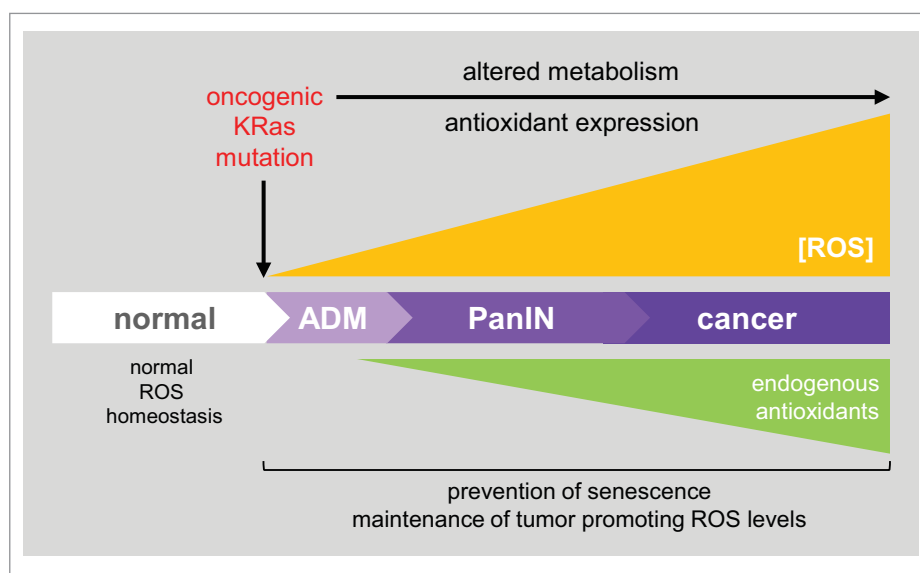 altered metabolism
oncogenic
KRas
mutation
antioxidant expression
[ROS]
normal
ADM
PanIN
cancer
normal
ROS
homeostasis
endogenous
antioxidants
prevention of senescence
maintenance of tumor promoting ROS levels